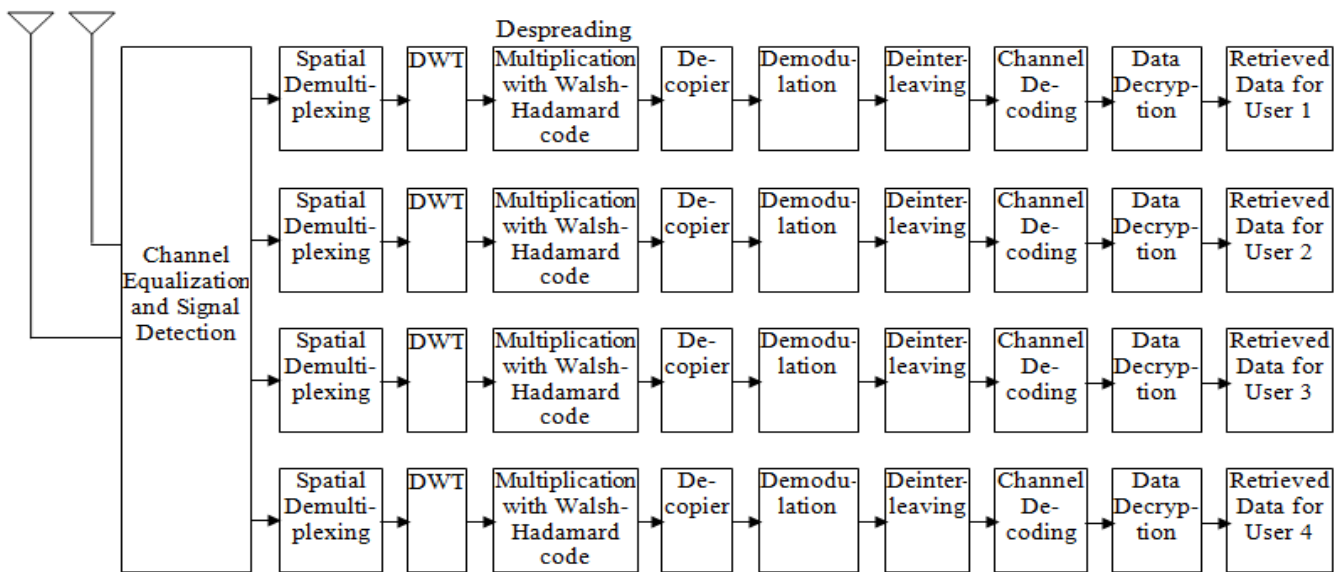 Despreading
Spatial
Demulti-
plexing
DWT
Multiplication
with Walsh-
Hadamard
code
De-
copier
Demodu-
lation
Deinter-
leaving
Channel
De-
coding
Data
Decryp-
tion
Retrieved
Data for
User 1
Spatial
Demulti-
plexing
DWT
Multiplication
with Walsh-
Hadamard
code
De-
copier
Demodu-
lation
Deinter-
leaving
Channel
De-
coding
Data
Decryp-
tion
Retrieved
Data for
User 2
Channel
Equalization
and Signal
Detection
Spatial
Demulti-
plexing
DWT
Multiplication
with Walsh-
Hadamard
code
De-
copier
Demodu-
lation
Deinter-
leaving
Channel
De-
coding
Data
Decryp-
tion
Retrieved
Data for
User 3
Spatial
Demulti-
plexing
DWT
Multiplication
with Walsh-
Hadamard
code
De-
copier
Demodu-
lation
Deinter-
leaving
Channel
De-
coding
Data
Decryp-
tion
Retrieved
Data for
User 4